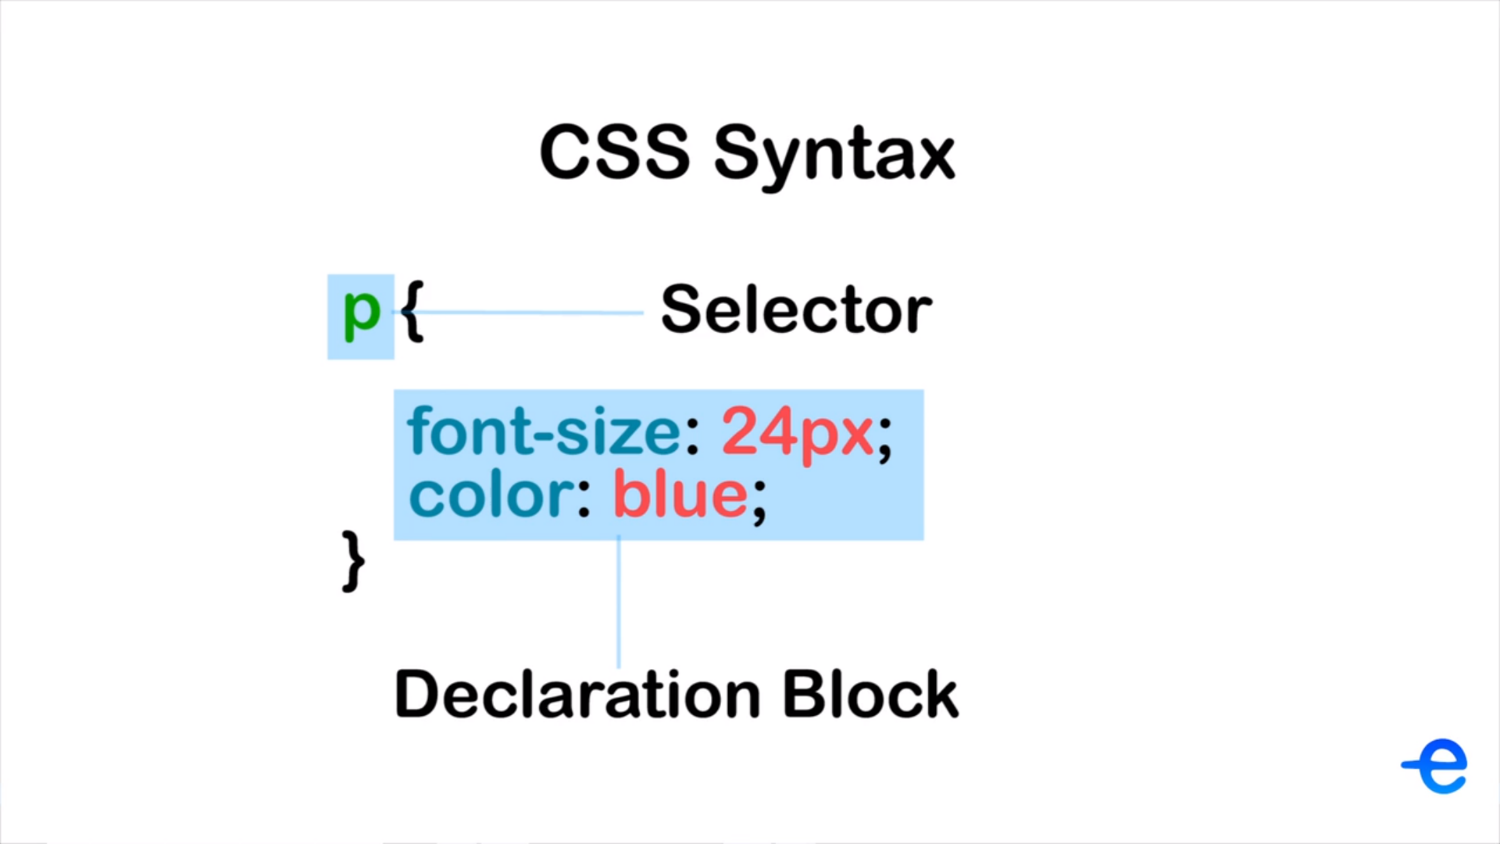 CSS Syntax
p { Selector
font-size: 24px;
color: blue;
}
Declaration Block
e